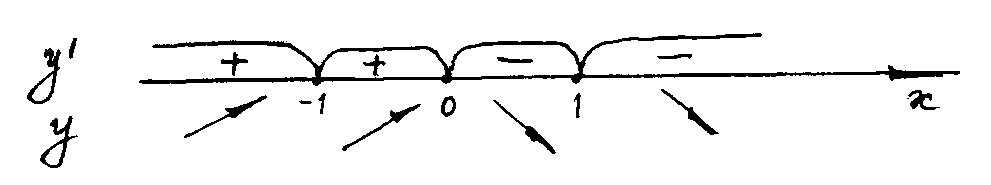 y'
+ + − −
-1 0 1 x
y